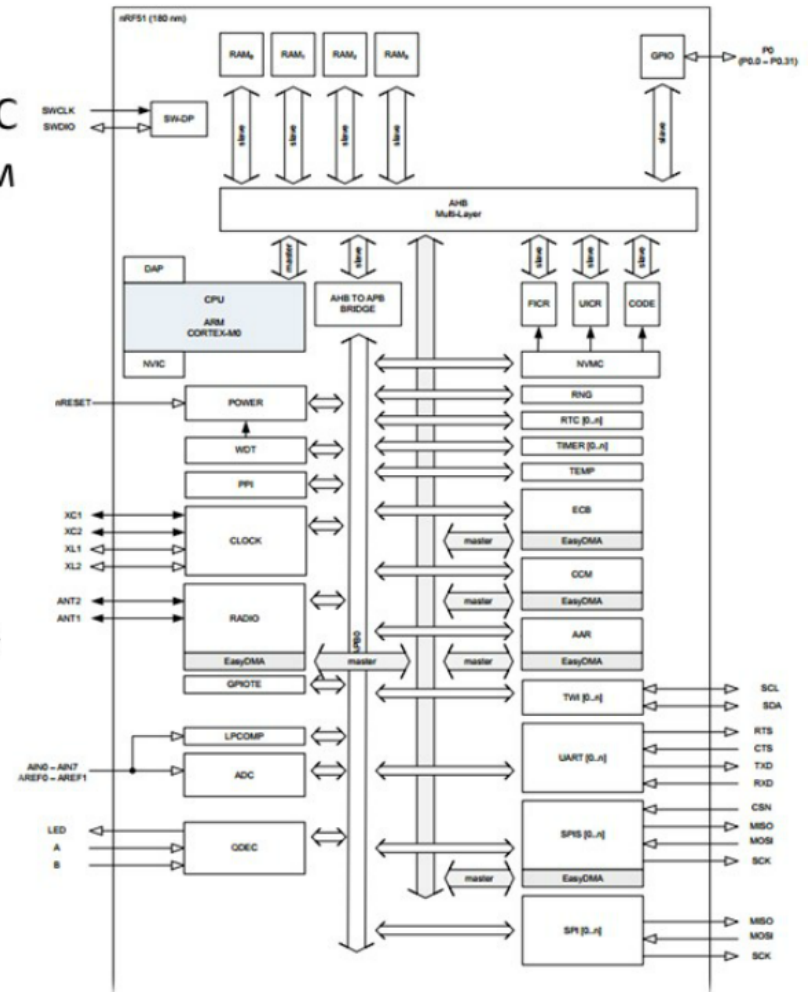 nRF51 (180 nm)
RAM0
RAM1
RAM2
RAM3
GPIO
P0
(P0.0 – P0.31)
C
M
SWCLK
SWDIO
SW-DP
slave
slave
slave
slave
slave
AHB
Multi-Layer
master
slave
slave
slave
slave
DAP
CPU
ARM
CORTEX-M0
NVIC
AHB TO APB
BRIDGE
FICR
UICR
CODE
NVMC
nRESET
POWER
RNG
RTC [0..n]
WDT
TIMER [0..n]
PPI
TEMP
XC1
XC2
XL1
XL2
CLOCK
ECB
master
EasyDMA
CCM
master
EasyDMA
ANT2
ANT1
RADIO
APB0
AAR
EasyDMA
master
master
EasyDMA
GPIOTE
TWI [0..n]
SCL
SDA
LPCOMP
AIN0 – AIN7
AREF0 – AREF1
ADC
UART [0..n]
RTS
CTS
TXD
RXD
LED
A
B
QDEC
SPIS [0..n]
CSN
MISO
MOSI
SCK
master
EasyDMA
SPI [0..n]
MISO
MOSI
SCK